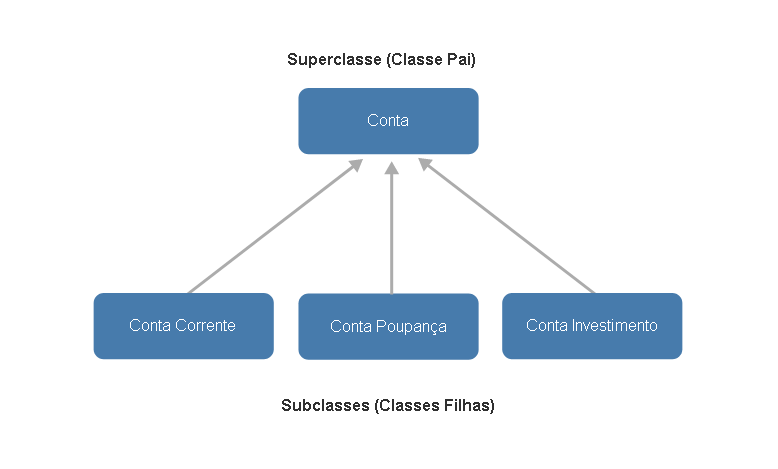 Superclasse (Classe Pai)
Conta
Conta Corrente
Conta Poupança
Conta Investimento
Subclasses (Classes Filhas)